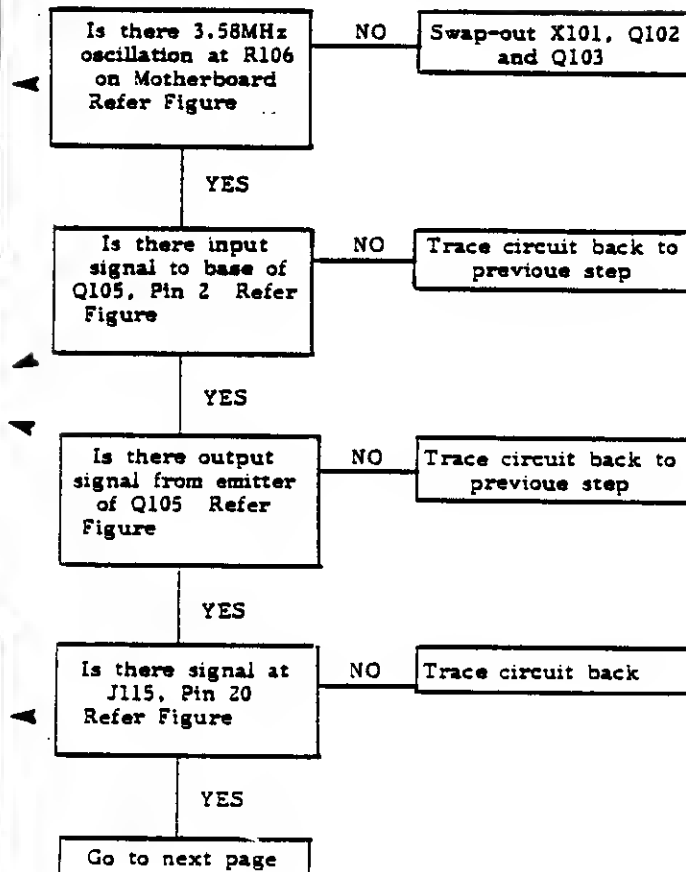 Is there 3.58MHz
oscillation at R106
on Motherboard
Refer Figure
NO
Swap-out X101, Q102
and Q103
YES
Is there input
signal to base of
Q105, Pin 2 Refer
Figure
NO
Trace circuit back to
previoue step
YES
Is there output
signal from emitter
of Q105 Refer
Figure
NO
Trace circuit back to
previous step
YES
Is there signal at
J115, Pin 20
Refer Figure
NO
Trace circuit back
YES
Go to next page